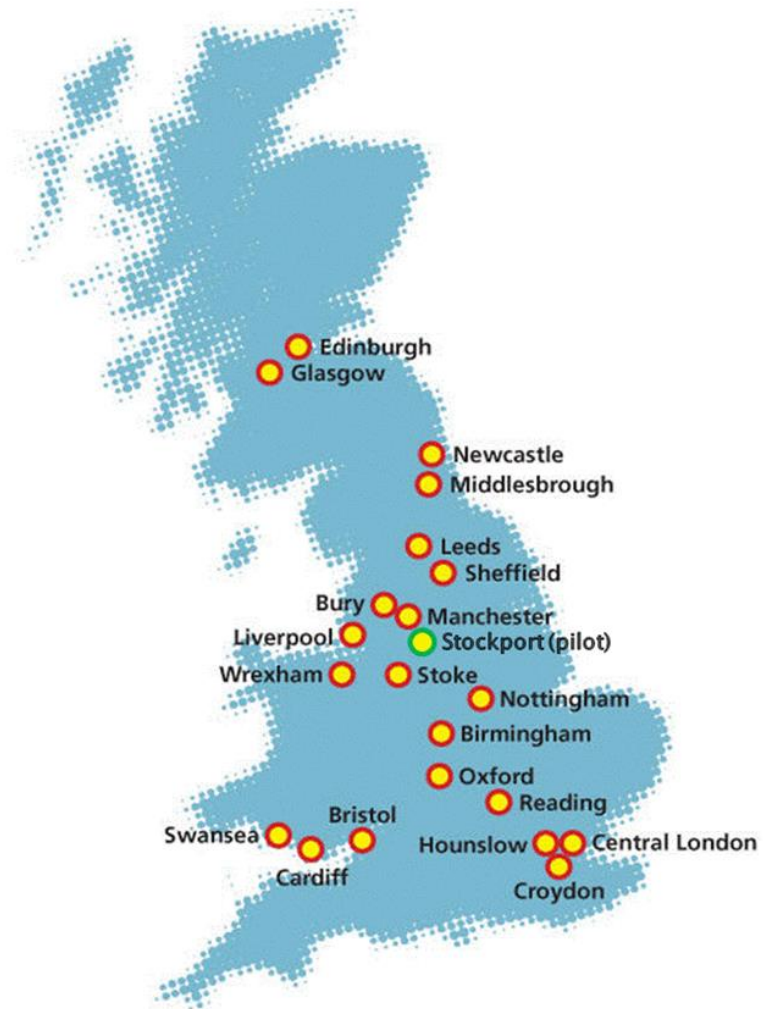 Edinburgh
Glasgow
Newcastle
Middlesbrough
Leeds
Sheffield
Bury
Manchester
Liverpool
Stockport (pilot)
Wrexham
Stoke
Nottingham
Birmingham
Oxford
Reading
Bristol
Swansea
Hounslow
Central London
Cardiff
Croydon